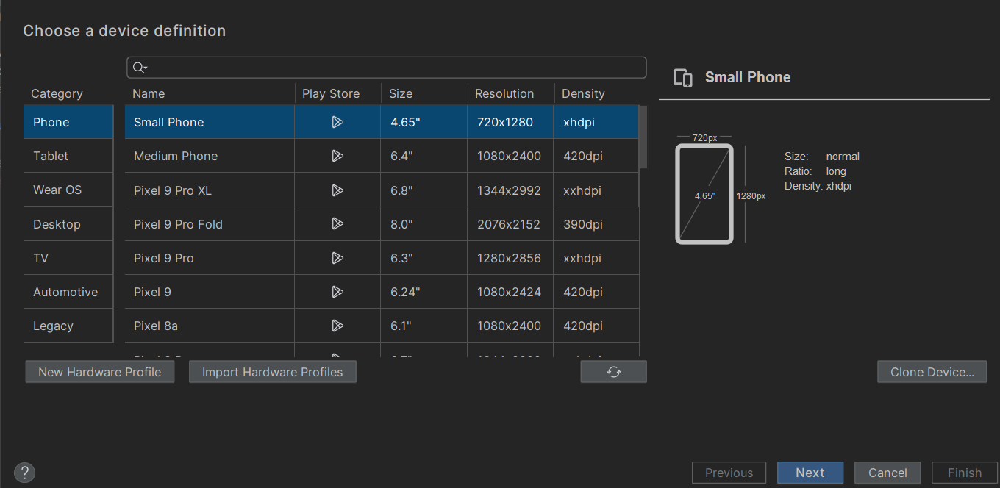 Choose a device definition
Category Name Play Store Size Resolution Density
Phone Small Phone 4.65" 720x1280 xhdpi
Tablet Medium Phone 6.4" 1080x2400 420dpi
Wear OS Pixel 9 Pro XL 6.8" 1344x2992 xxhdpi
Desktop Pixel 9 Pro Fold 8.0" 2076x2152 390dpi
TV Pixel 9 Pro 6.3" 1280x2856 xxhdpi
Automotive Pixel 9 6.24" 1080x2424 420dpi
Legacy Pixel 8a 6.1" 1080x2400 420dpi
New Hardware Profile Import Hardware Profiles
Small Phone
720px
4.65"
1280px
Size: normal
Ratio: long
Density: xhdpi
Clone Device...
?
Previous Next Cancel Finish